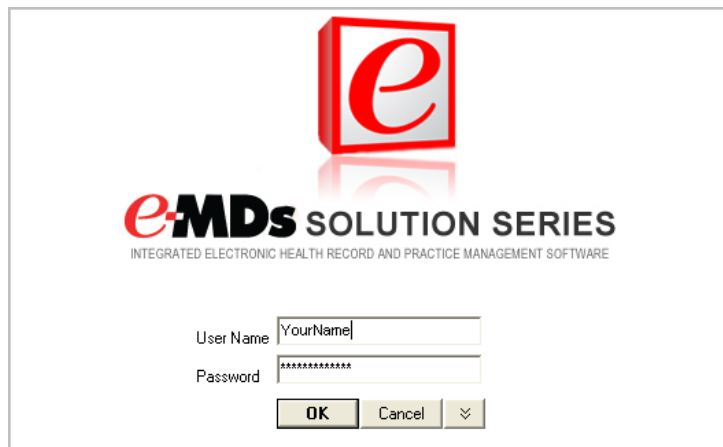 e
e-MDs SOLUTION SERIES
INTEGRATED ELECTRONIC HEALTH RECORD AND PRACTICE MANAGEMENT SOFTWARE
User Name YourName
Password *************
OK Cancel